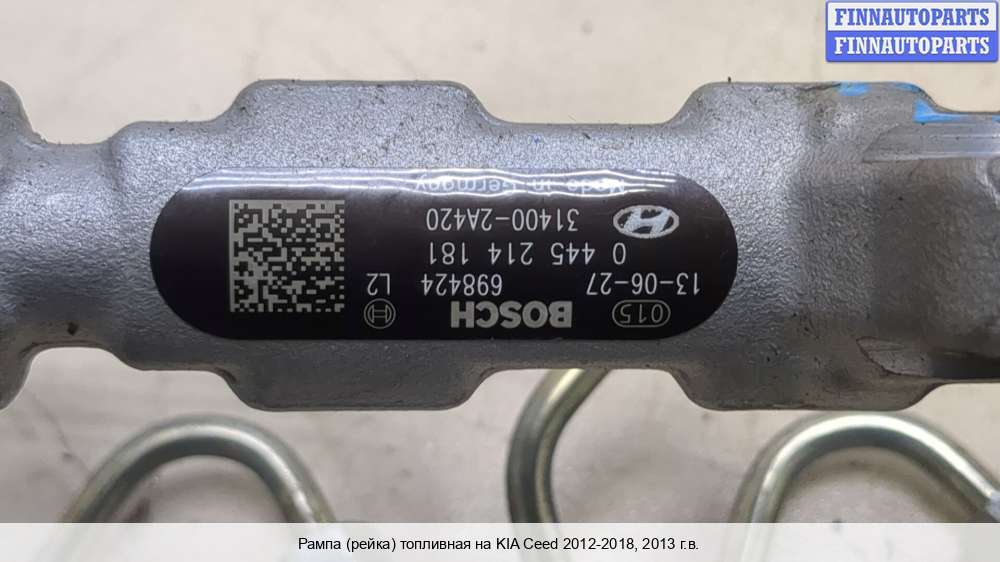 FINNAUTOPARTS
FINNAUTOPARTS
015 BOSCH
13-06-27 698424 L2
0 445 214 181
31400-2A420
Made in Germany
Рампа (рейка) топливная на KIA Ceed 2012-2018, 2013 г.в.